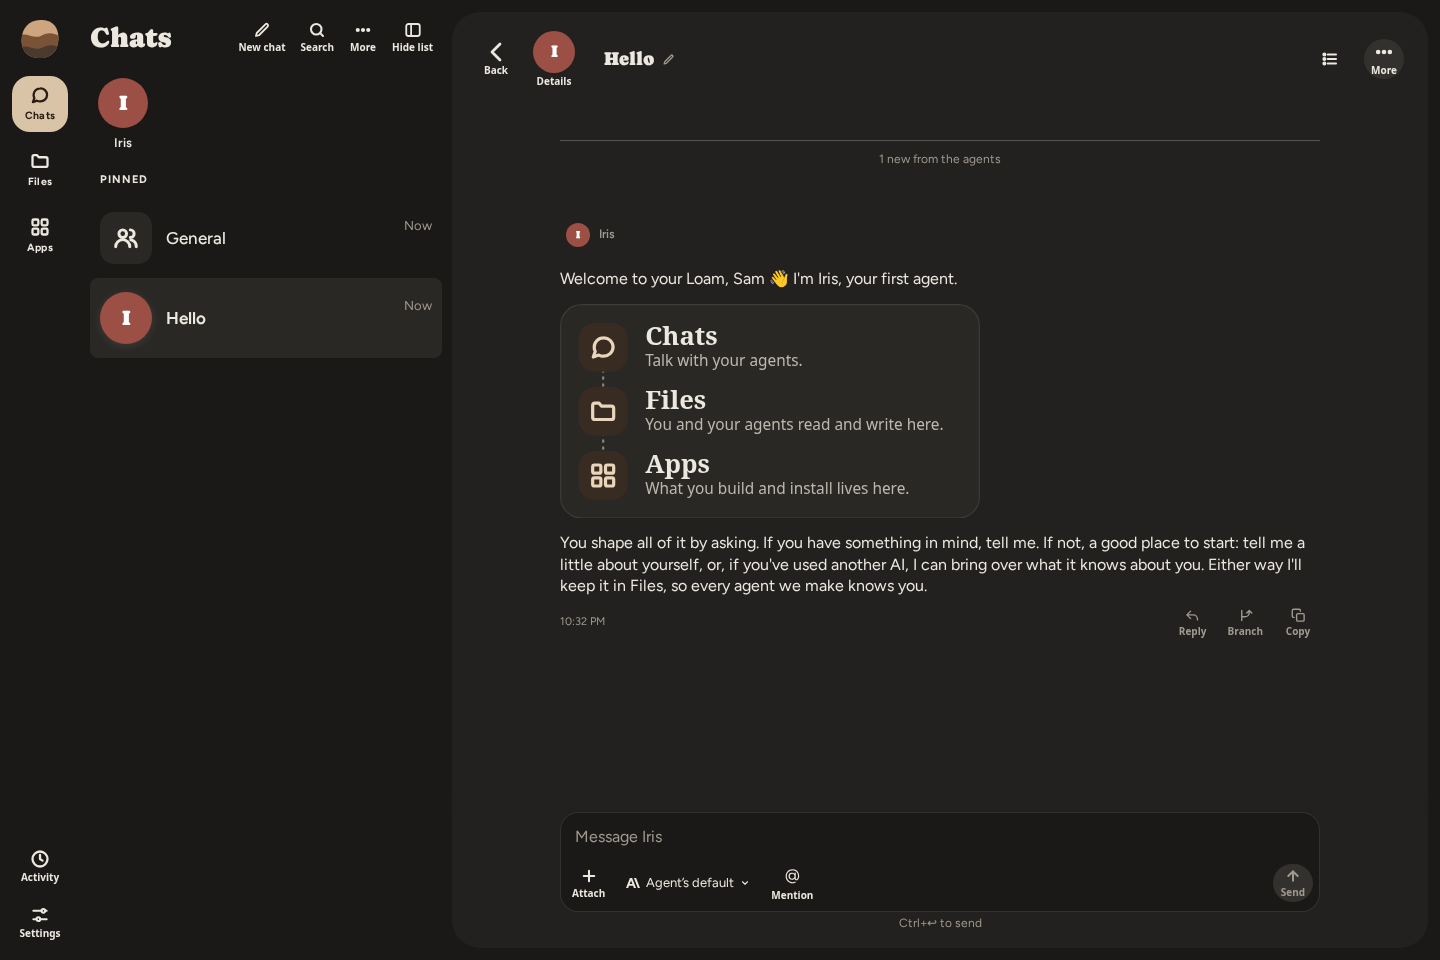 Chats
New chat
Search
More
Hide list
Chats
Files
Apps
I
Iris
PINNED
General
Now
I
Hello
Now
Activity
Settings
Back
I
Details
Hello
More
1 new from the agents
I
Iris
Welcome to your Loam, Sam 👋 I'm Iris, your first agent.
Chats
Talk with your agents.
Files
You and your agents read and write here.
Apps
What you build and install lives here.
You shape all of it by asking. If you have something in mind, tell me. If not, a good place to start: tell me a
little about yourself, or, if you've used another AI, I can bring over what it knows about you. Either way I'll
keep it in Files, so every agent we make knows you.
10:32 PM
Reply
Branch
Copy
Message Iris
Attach
Agent's default
@
Mention
Send
Ctrl+↩ to send